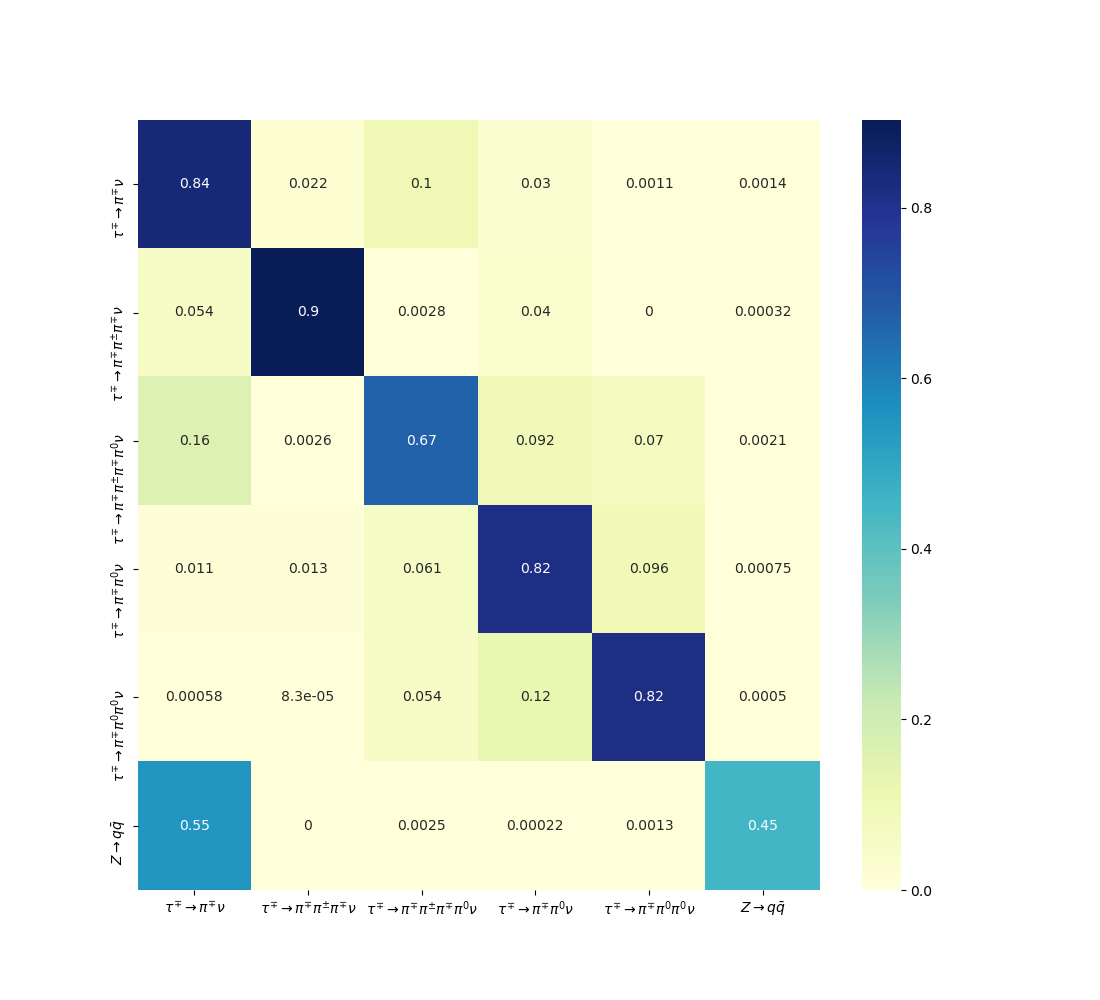 τ± → π±ν 0.84 0.022 0.1 0.03 0.0011 0.0014
τ± → π±π∓π±ν 0.054 0.9 0.0028 0.04 0 0.00032
τ± → π±π∓π±π⁰ν 0.16 0.0026 0.67 0.092 0.07 0.0021
τ± → π±π⁰ν 0.011 0.013 0.061 0.82 0.096 0.00075
τ± → π±π⁰π⁰ν 0.00058 8.3e-05 0.054 0.12 0.82 0.0005
Z → qq̄ 0.55 0 0.0025 0.00022 0.0013 0.45
τ∓ → π∓ν τ∓ → π∓π±π∓ν τ∓ → π∓π±π∓π⁰ν τ∓ → π∓π⁰ν τ∓ → π∓π⁰π⁰ν Z → qq̄
0.8
0.6
0.4
0.2
0.0